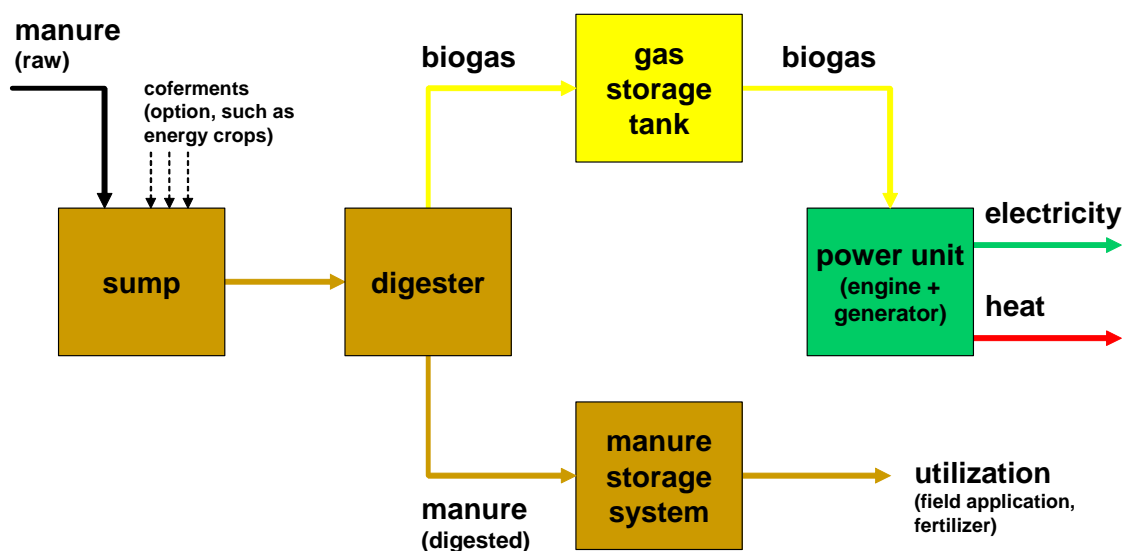 manure
(raw)
coferments
(option, such as
energy crops)
biogas
gas
storage
tank
biogas
sump
digester
power unit
(engine +
generator)
electricity
heat
manure
(digested)
manure
storage
system
utilization
(field application,
fertilizer)